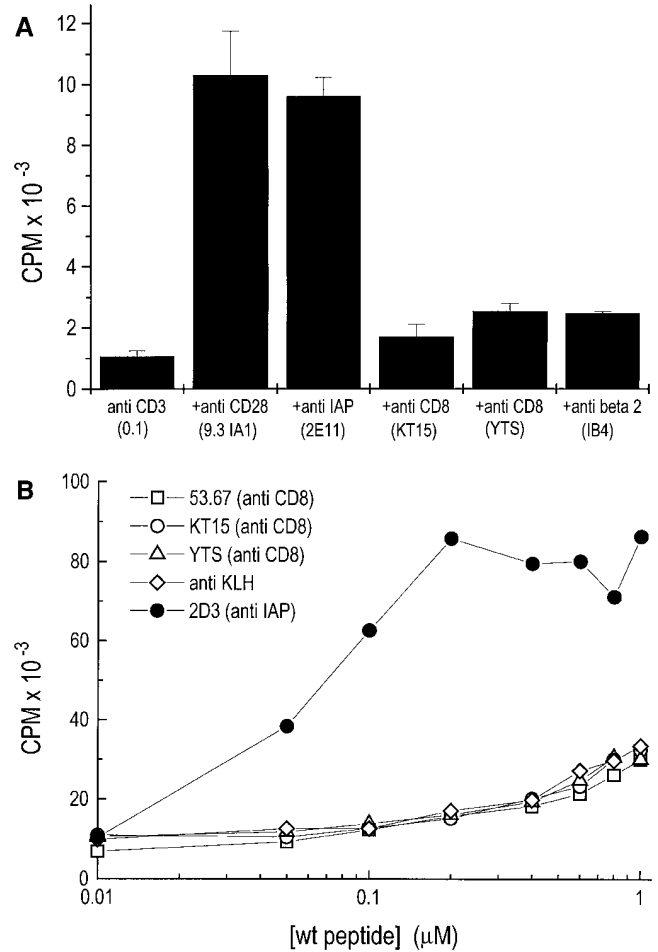 A
12
10
8
6
4
2
0
CPM x 10 -3
anti CD3 +anti CD28 +anti IAP +anti CD8 +anti CD8 +anti beta 2
(0.1) (9.3 IA1) (2E11) (KT15) (YTS) (IB4)
B
100
80
60
40
20
0
CPM x 10 -3
53.67 (anti CD8)
KT15 (anti CD8)
YTS (anti CD8)
anti KLH
2D3 (anti IAP)
0.01 0.1 1
[wt peptide] (μM)